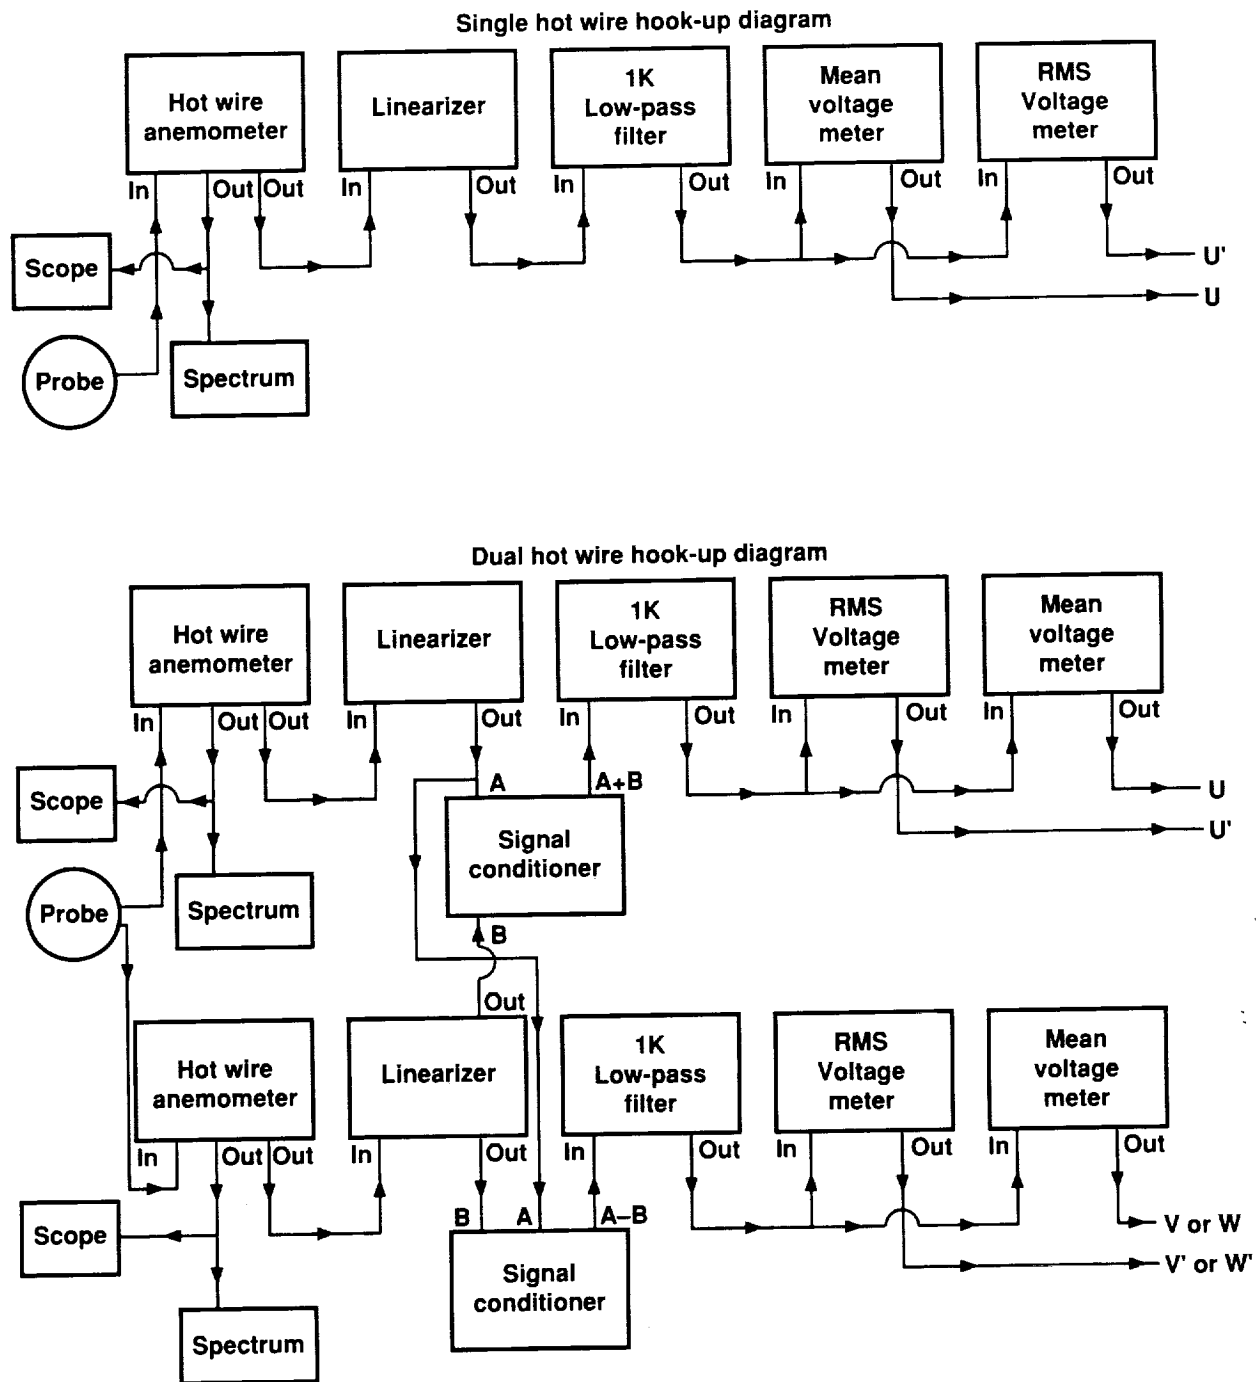 Single hot wire hook-up diagram
Hot wire
anemometer
Linearizer
1K
Low-pass
filter
Mean
voltage
meter
RMS
Voltage
meter
In
Out
Out
In
Out
In
Out
In
Out
In
Out
Scope
Probe
Spectrum
U'
U
Dual hot wire hook-up diagram
Hot wire
anemometer
Linearizer
1K
Low-pass
filter
RMS
Voltage
meter
Mean
voltage
meter
In
Out
Out
In
Out
In
Out
In
Out
In
Out
Scope
A
A+B
Signal
conditioner
B
Probe
Spectrum
U
U'
Out
Hot wire
anemometer
Linearizer
1K
Low-pass
filter
RMS
Voltage
meter
Mean
voltage
meter
In
Out
Out
In
Out
In
Out
In
Out
In
Out
Scope
B
A
A–B
Signal
conditioner
Spectrum
V or W
V' or W'